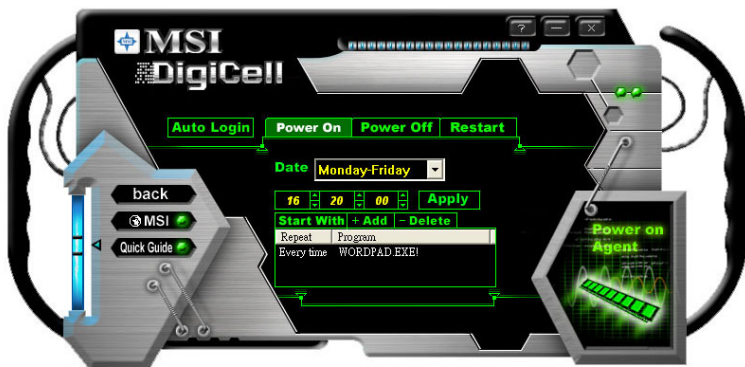 ? — X
MSI
DigiCell
Auto Login Power On Power Off Restart
Date Monday-Friday
16 20 00 Apply
Start With + Add - Delete
Repeat Program
Every time WORDPAD.EXE!
back
MSI
Quick Guide
Power on
Agent